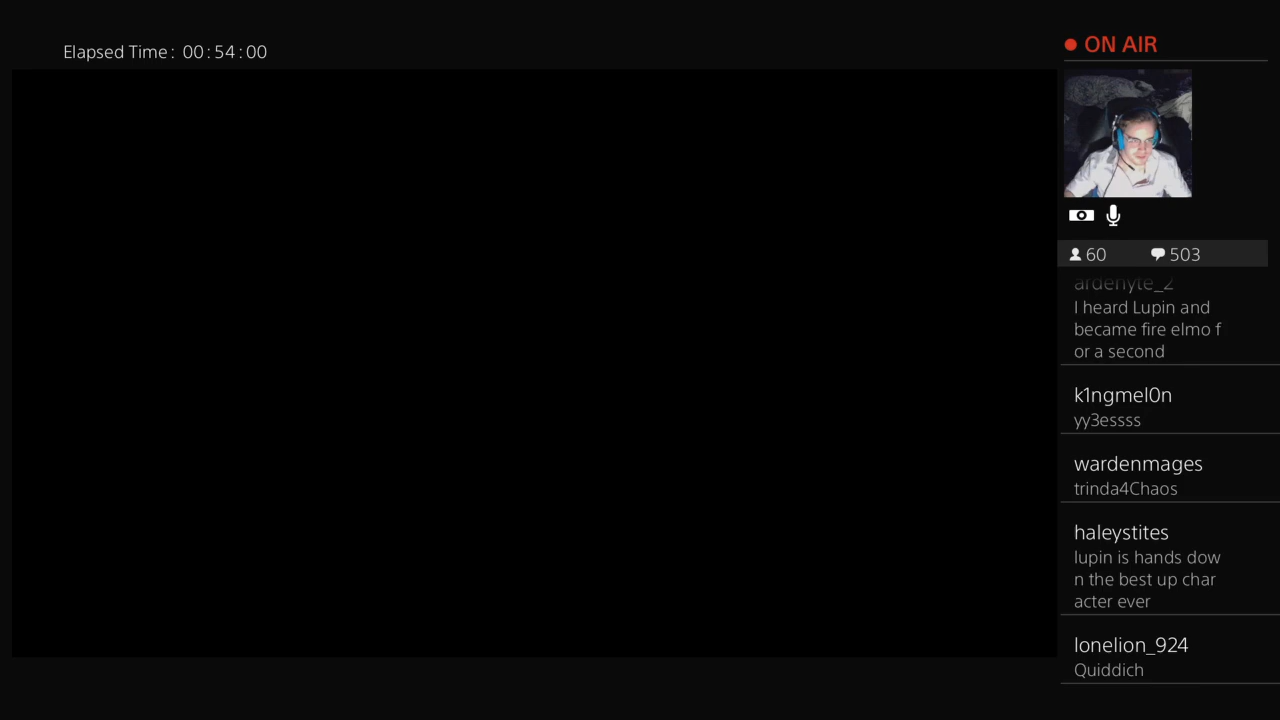 Elapsed Time: 00:54:00
ON AIR
60 503
ardenyte_2
I heard Lupin and
became fire elmo f
or a second
k1ngmel0n
yy3essss
wardenmages
trinda4Chaos
haleystites
lupin is hands dow
n the best up char
acter ever
lonelion_924
Quiddich